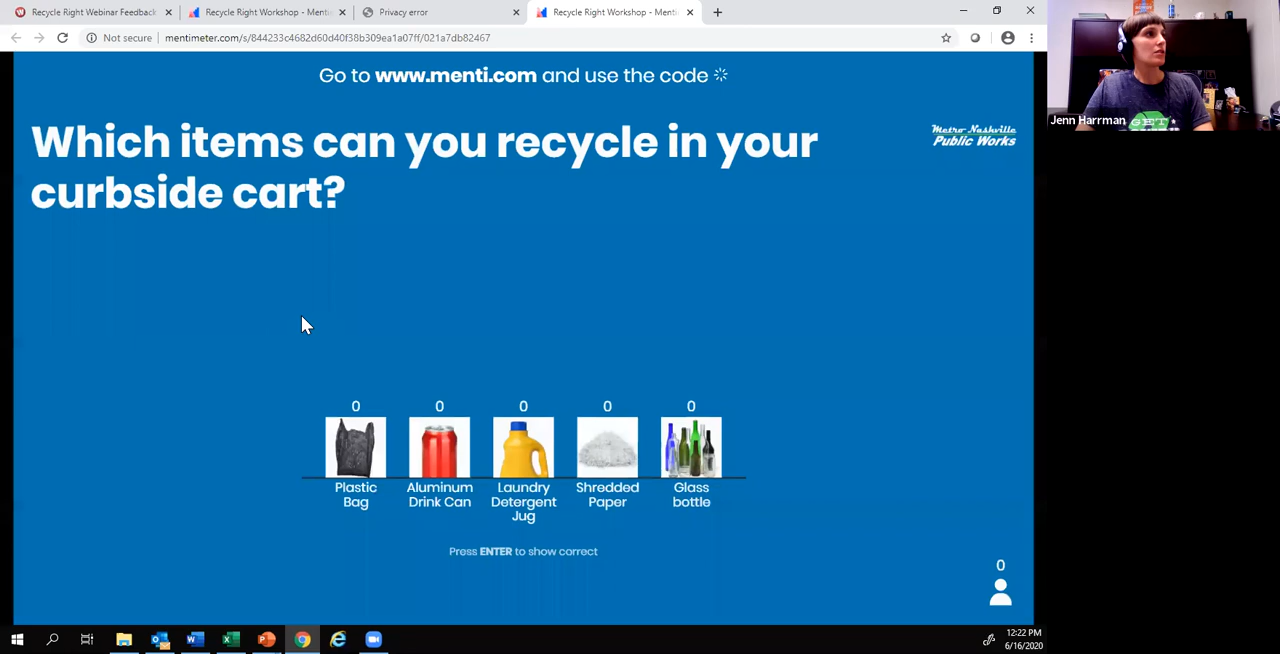 Recycle Right Webinar Feedback
Recycle Right Workshop - Menti
Privacy error
Recycle Right Workshop - Menti
Not secure
mentimeter.com/s/844233c4682d60d40f38b309ea1a07ff/021a7db82467
Go to www.menti.com and use the code
Which items can you recycle in your
curbside cart?
Metro Nashville
Public Works
Jenn Harrman
GET
0
0
0
0
0
Plastic
Bag
Aluminum
Drink Can
Laundry
Detergent
Jug
Shredded
Paper
Glass
bottle
Press ENTER to show correct
0
12:22 PM
6/16/2020